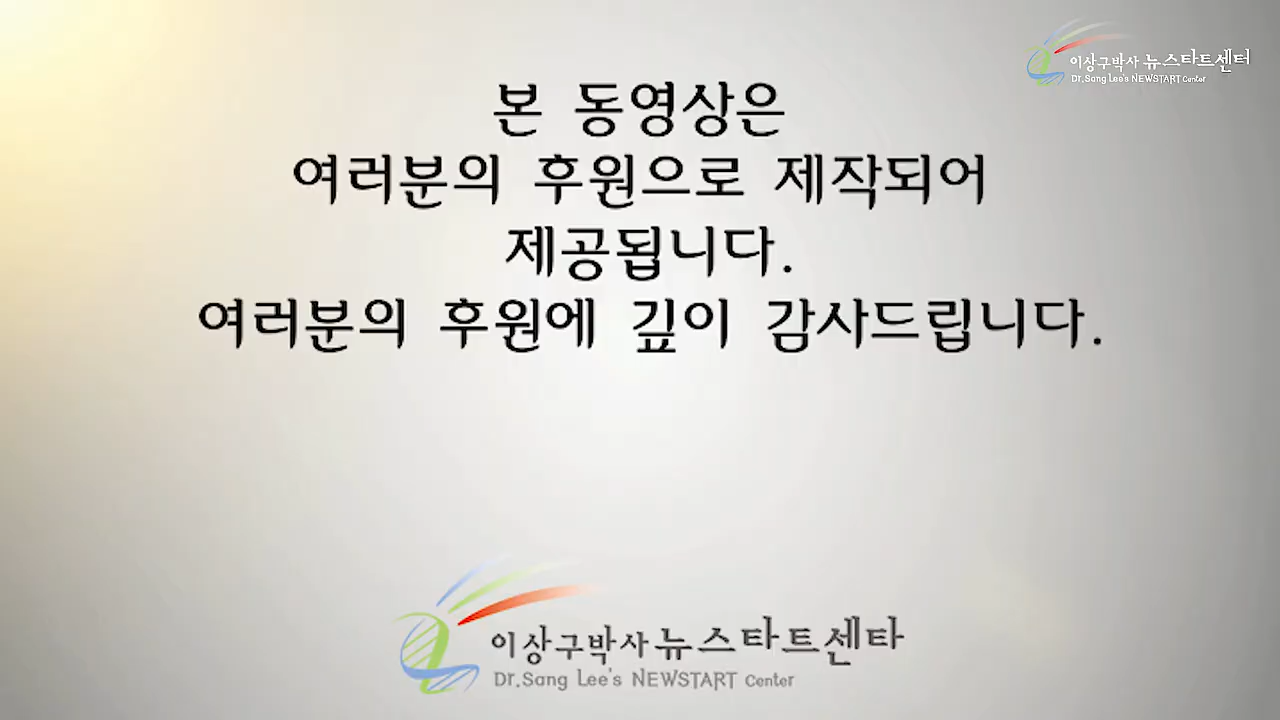 이상구박사 뉴스타트센터
Dr.Sang Lee's NEWSTART Center
본 동영상은
여러분의 후원으로 제작되어
제공됩니다.
여러분의 후원에 깊이 감사드립니다.
이상구박사 뉴스타트센타
Dr.Sang Lee's NEWSTART Center